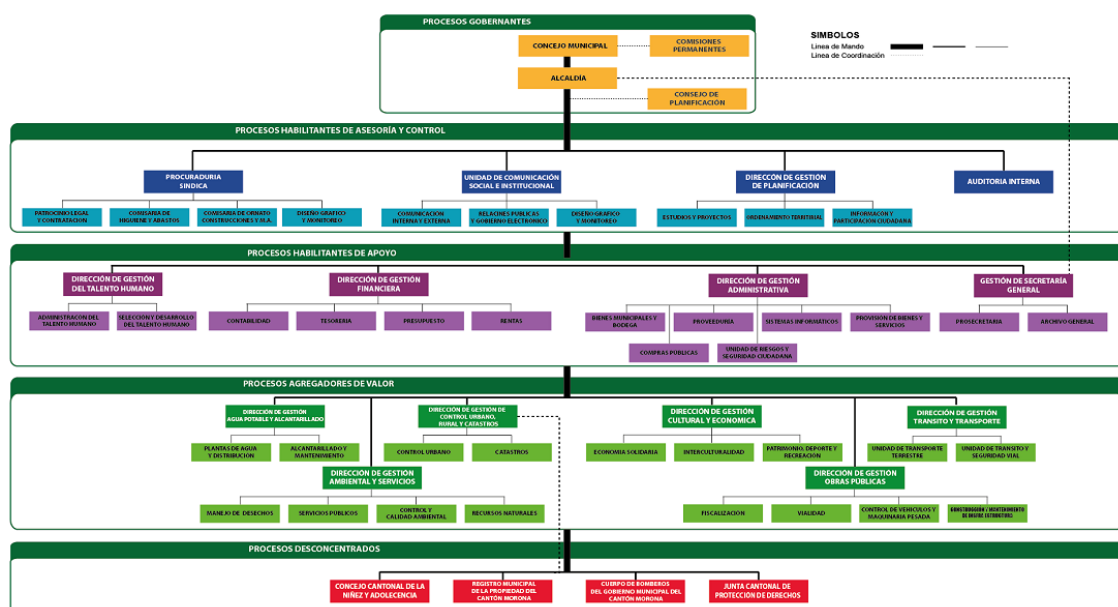 PROCESOS GOBERNANTES
CONCEJO MUNICIPAL
COMISIONES
PERMANENTES
ALCALDÍA
CONSEJO DE
PLANIFICACIÓN
SIMBOLOS
Linea de Mando
Linea de Coordinación
PROCESOS HABILITANTES DE ASESORÍA Y CONTROL
PROCURADURIA
SINDICA
UNIDAD DE COMUNICACIÓN
SOCIAL E INSTITUCIONAL
DIRECCÓN DE GESTIÓN
DE PLANIFICACIÓN
AUDITORIA INTERNA
PATROCINIO LEGAL
Y CONTRATACION
COMISARIA DE
HIGUIENE Y ABASTOS
COMISARIA DE ORNATO
CONSTRUCCIONES Y M.A.
DISEÑO GRAFICO
Y MONITOREO
COMUNICACIÓN
INTERNA Y EXTERNA
RELACINES PUBLICAS
Y GOBIERNO ELECTRÓNICO
DISEÑO GRAFICO
Y MONITOREO
ESTUDIOS Y PROYECTOS
ORDENAMIENTO TERRITIRIAL
INFORMACON Y
PARTICIPACION CIUDADANA
PROCESOS HABILITANTES DE APOYO
DIRECCIÓN DE GESTIÓN
DEL TALENTO HUMANO
DIRECCIÓN DE GESTIÓN
FINANCIERA
DIRECCIÓN DE GESTIÓN
ADMINISTRATIVA
GESTIÓN DE SECRETARÍA
GENERAL
ADMINISTRACON DEL
TALENTO HUMANO
SELECCION Y DESARROLLO
DEL TALENTO HUMANO
CONTABILIDAD
TESORERIA
PRESUPUESTO
RENTAS
BIENES MUNICIPALES Y
BODEGA
PROVEEDURIA
SISTEMAS INFORMÁTICOS
PROVISION DE BIENES Y
SERVICIOS
PROSECRETARIA
ARCHIVO GENERAL
COMPRAS PÚBLICAS
UNIDAD DE RIESGOS Y
SEGURIDAD CIUDADANA
PROCESOS AGREGADORES DE VALOR
DIRECCIÓN DE GESTIÓN
AGUA POTABLE Y ALCANTARILLADO
DIRECCIÓN DE GESTIÓN DE
CONTROL URBANO,
RURAL Y CATASTROS
DIRECCIÓN DE GESTIÓN
CULTURAL Y ECONOMICA
DIRECCIÓN DE GESTIÓN
TRÁNSITO Y TRANSPORTE
PLANTAS DE AGUA
Y DISTRIBUCIÓN
ALCANTARILLADO Y
MANTENIMIENTO
CONTROL URBANO
CATASTROS
ECONOMIA SOLIDARIA
INTERCULTURALIDAD
PATRIMONIO, DEPORTE Y
RECREACION
UNIDAD DE TRANSPORTE
TERRESTRE
UNIDAD DE TRANSITO Y
SEGURIDAD VIAL
DIRECCIÓN DE GESTIÓN
AMBIENTAL Y SERVICIOS
DIRECCIÓN DE GESTIÓN
OBRAS PÚBLICAS
MANEJO DE DESECHOS
SERVICIOS PÚBLICOS
CONTROL Y
CALIDAD AMBIENTAL
RECURSOS NATURALES
FISCALIZACIÓN
VIALIDAD
CONTROL DE VEHICULOS Y
MAQUINARIA PESADA
CONSTRUCCIÓN / MANTENIMIENTO
PROCESOS DESCONCENTRADOS
CONCEJO CANTONAL DE LA
NIÑEZ Y ADOLECENCIA
REGISTRO MUNICIPAL
DE LA PROPIEDAD DEL
CANTÓN MORONA
CUERPO DE BOMBEROS
DEL GOBIERNO MUNICIPAL DEL
CANTÓN MORONA
JUNTA CANTONAL DE
PROTECCIÓN DE DERECHOS